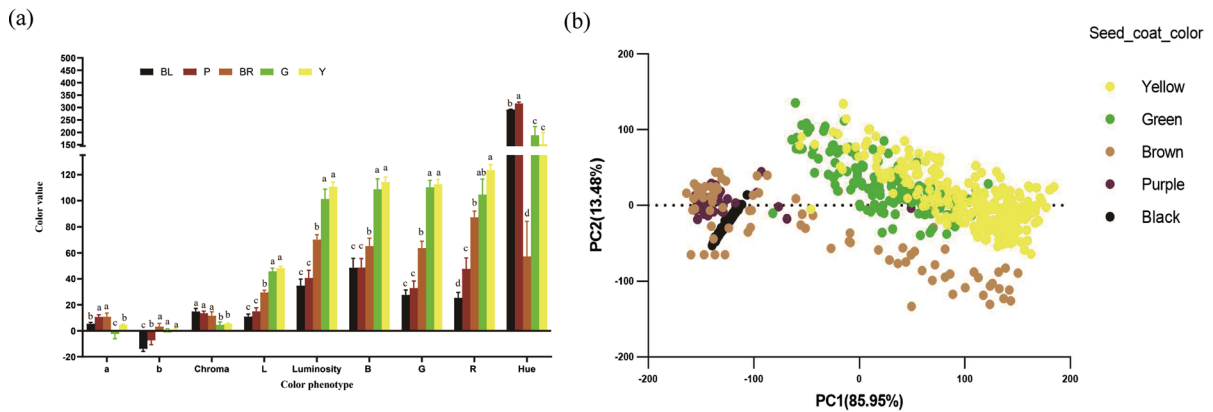 (a)
500
450
400
350
300
250
200
150
120
100
80
60
40
20
0
-20
Color value
BL P BR G Y
b a a c b
c b a a a
a a a b b
c c b a a
c c b a a
c c b a a
c c b a a
d c b ab a
b a d c c
a b Chroma L Luminosity B G R Hue
Color phenotype
(b)
200
100
0
-100
-200
PC2(13.48%)
-200 -100 0 100 200
PC1(85.95%)
Seed_coat_color
Yellow
Green
Brown
Purple
Black